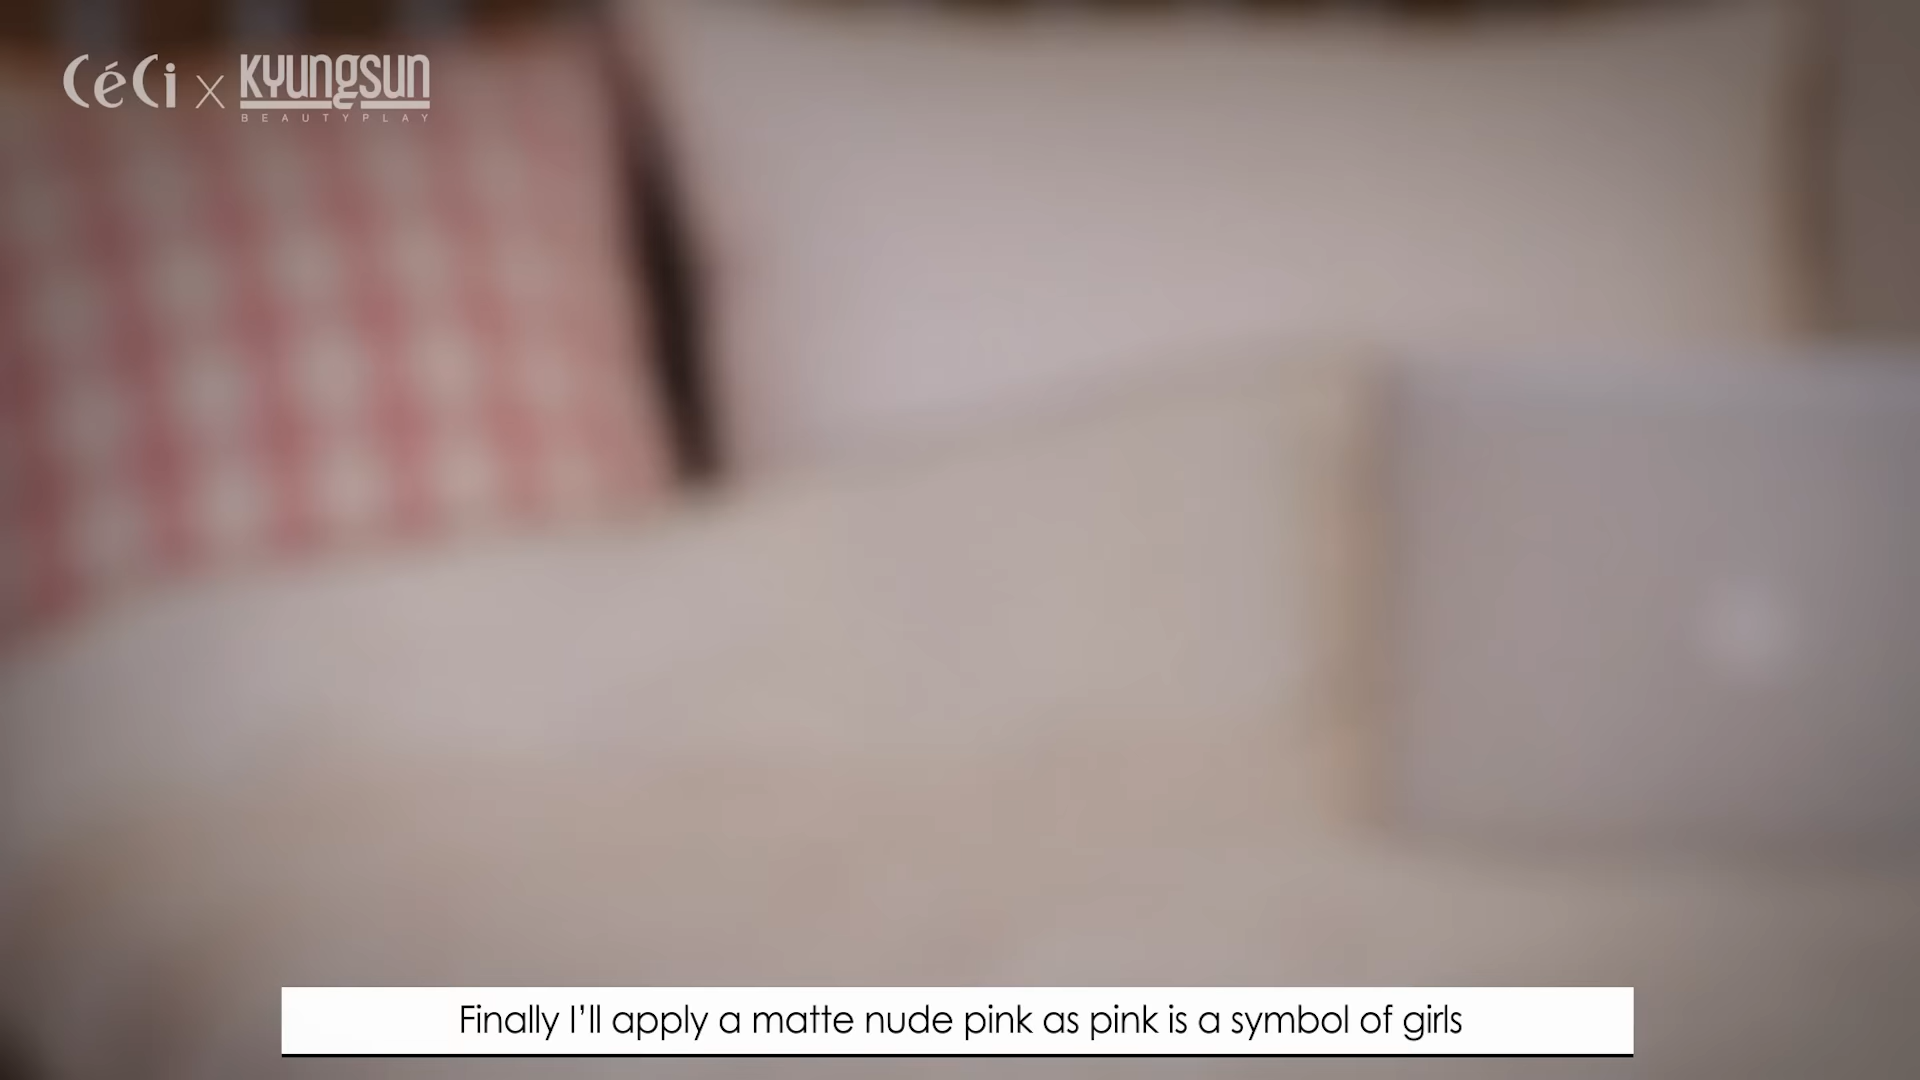 CéCi x Kyungsun
BEAUTYPLAY
Finally I'll apply a matte nude pink as pink is a symbol of girls